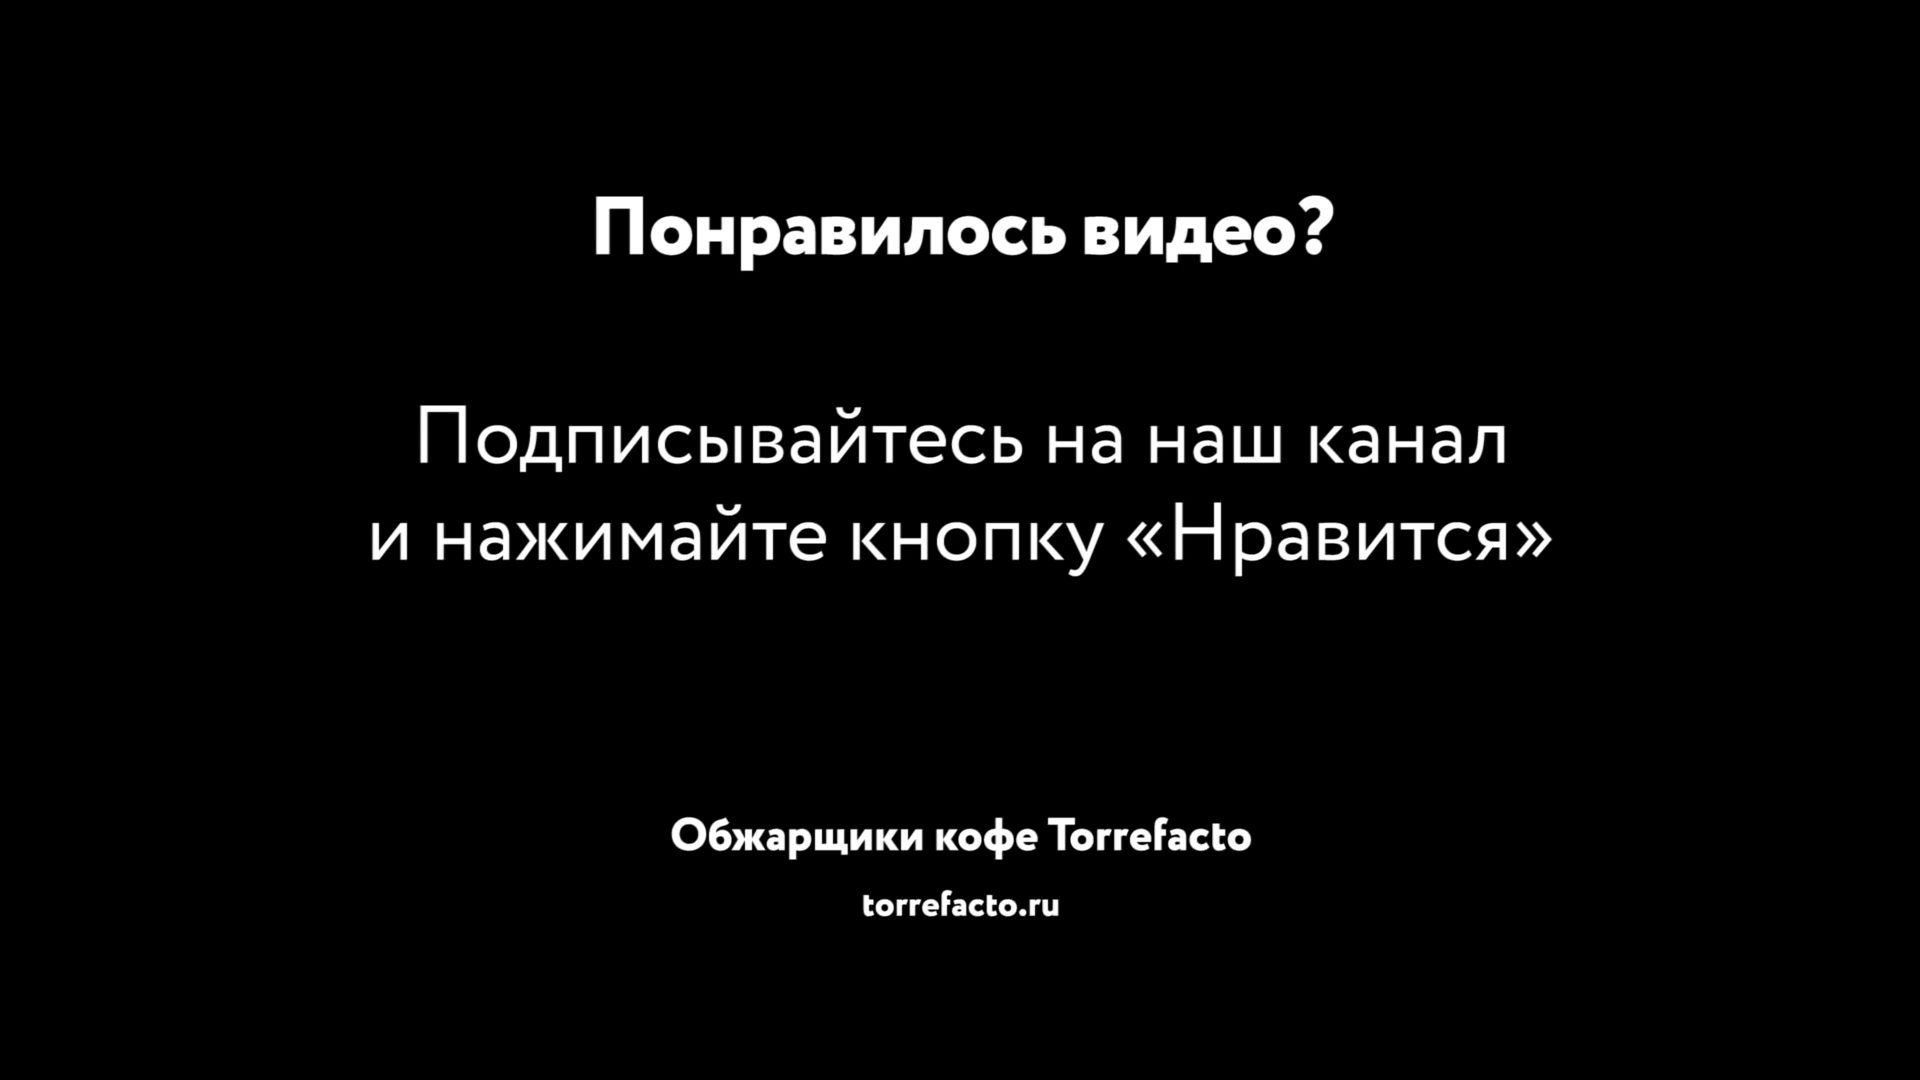 Понравилось видео?
Подписывайтесь на наш канал
и нажимайте кнопку «Нравится»
Обжарщики кофе Torrefacto
torrefacto.ru